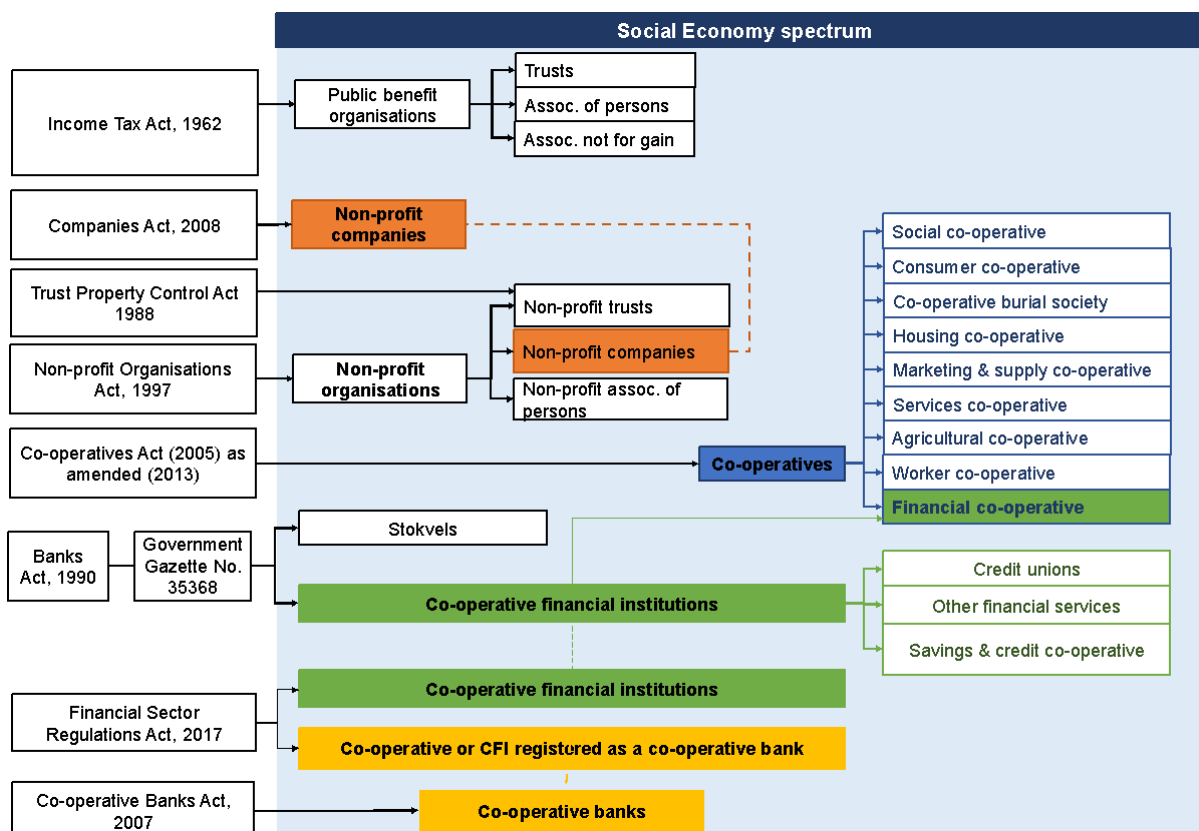 Social Economy spectrum
Income Tax Act, 1962
Public benefit
organisations
Trusts
Assoc. of persons
Assoc. not for gain
Companies Act, 2008
Non-profit
companies
Trust Property Control Act
1988
Non-profit trusts
Non-profit Organisations
Act, 1997
Non-profit
organisations
Non-profit companies
Non-profit assoc. of
persons
Co-operatives Act (2005) as
amended (2013)
Co-operatives
Social co-operative
Consumer co-operative
Co-operative burial society
Housing co-operative
Marketing & supply co-operative
Services co-operative
Agricultural co-operative
Worker co-operative
Financial co-operative
Banks
Act, 1990
Government
Gazette No.
35368
Stokvels
Co-operative financial institutions
Credit unions
Other financial services
Savings & credit co-operative
Financial Sector
Regulations Act, 2017
Co-operative financial institutions
Co-operative or CFI registered as a co-operative bank
Co-operative Banks Act,
2007
Co-operative banks